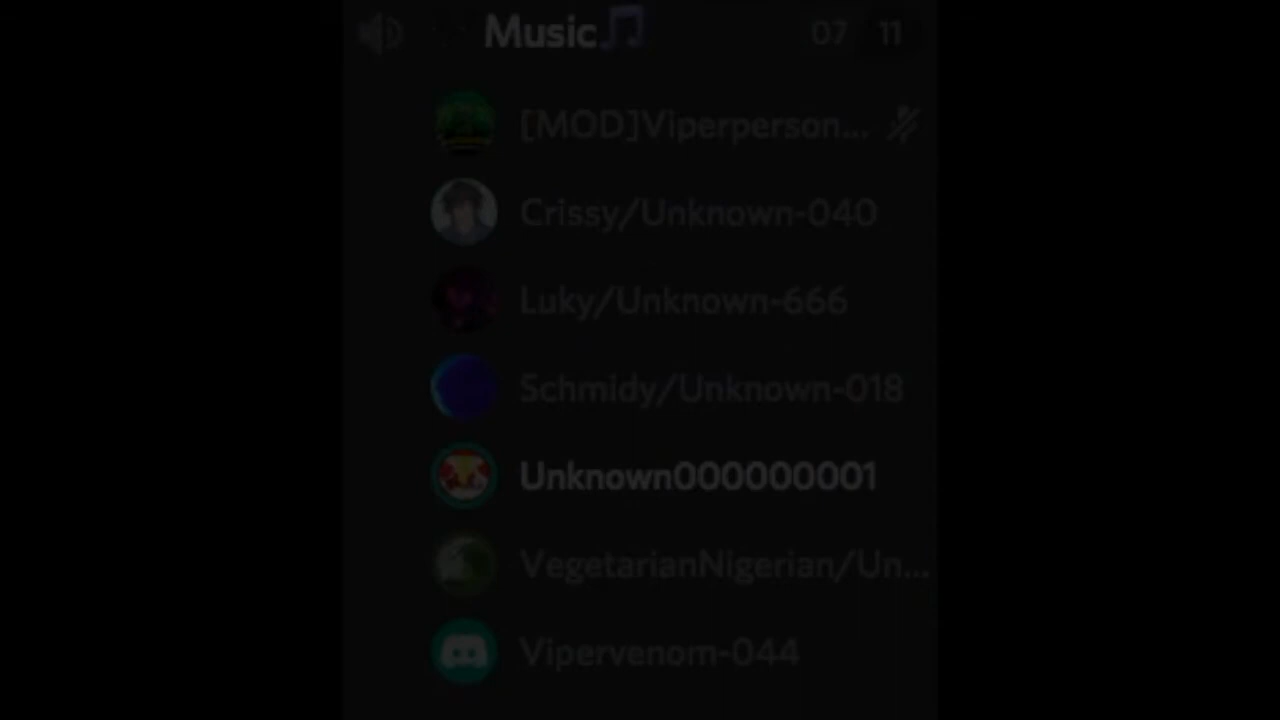 Music🎵 07 11
[MOD]Viperperson...
Crissy/Unknown-040
Luky/Unknown-666
Schmidy/Unknown-018
Unknown000000001
VegetarianNigerian/Un...
Vipervenom-044